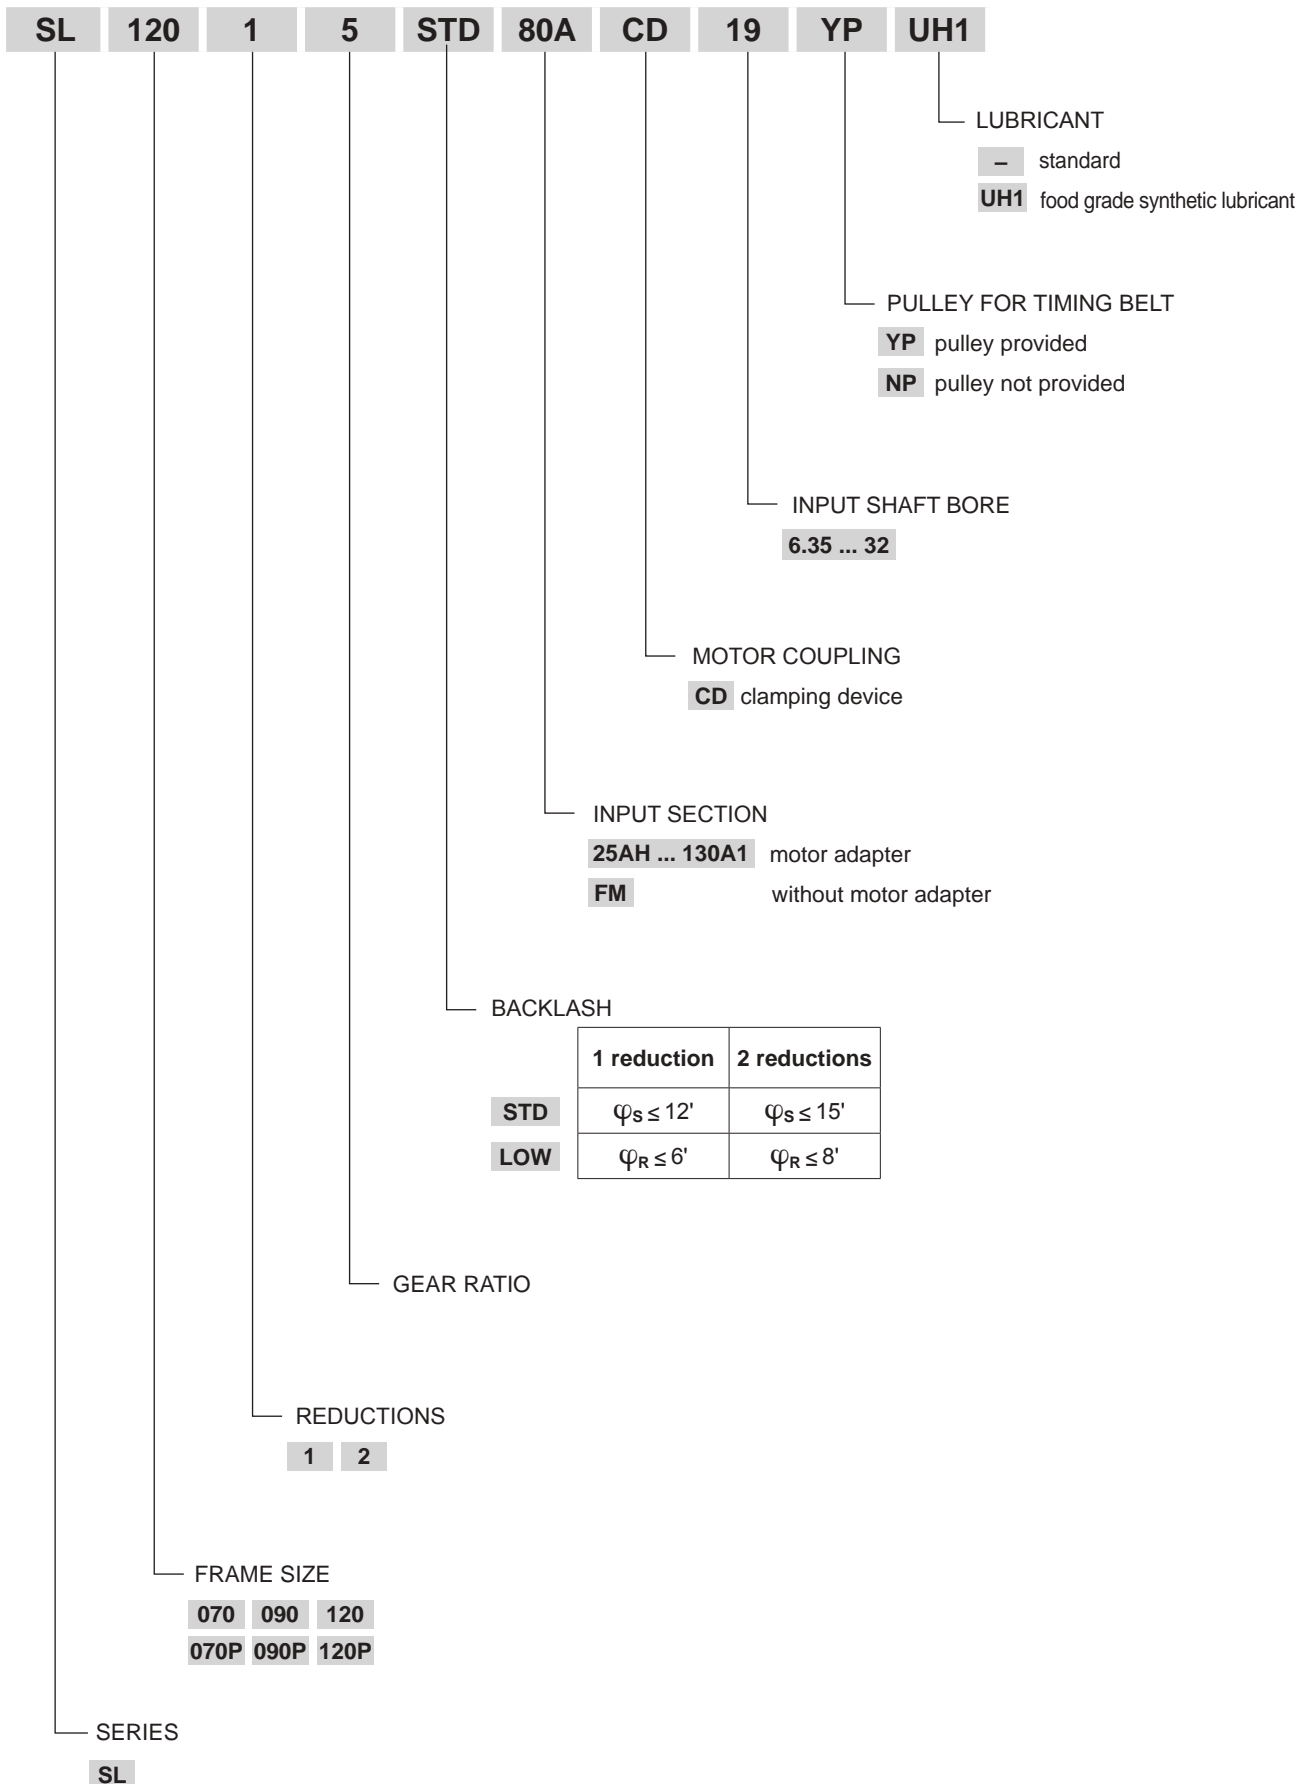 SL 120 1 5 STD 80A CD 19 YP UH1
LUBRICANT
– standard
UH1 food grade synthetic lubricant
PULLEY FOR TIMING BELT
YP pulley provided
NP pulley not provided
INPUT SHAFT BORE
6.35 ... 32
MOTOR COUPLING
CD clamping device
INPUT SECTION
25AH ... 130A1 motor adapter
FM without motor adapter
BACKLASH
1 reduction 2 reductions
STD φS ≤ 12' φS ≤ 15'
LOW φR ≤ 6' φR ≤ 8'
GEAR RATIO
REDUCTIONS
1 2
FRAME SIZE
070 090 120
070P 090P 120P
SERIES
SL